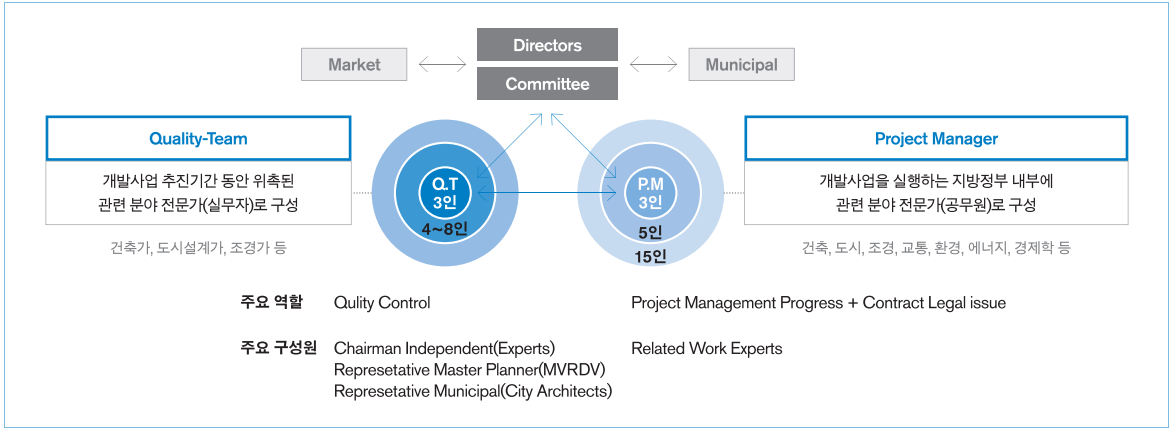 Directors
Market
Municipal
Committee
Quality-Team
Project Manager
개발사업 추진기간 동안 위촉된
관련 분야 전문가(실무자)로 구성
Q.T
3인
4~8인
P.M
3인
5인
15인
개발사업을 실행하는 지방정부 내부에
관련 분야 전문가(공무원)로 구성
건축가, 도시설계가, 조경가 등
건축, 도시, 조경, 교통, 환경, 에너지, 경제학 등
주요 역할 Qulity Control Project Management Progress + Contract Legal issue
주요 구성원 Chairman Independent(Experts) Related Work Experts
Represetative Master Planner(MVRDV)
Represetative Municipal(City Architects)